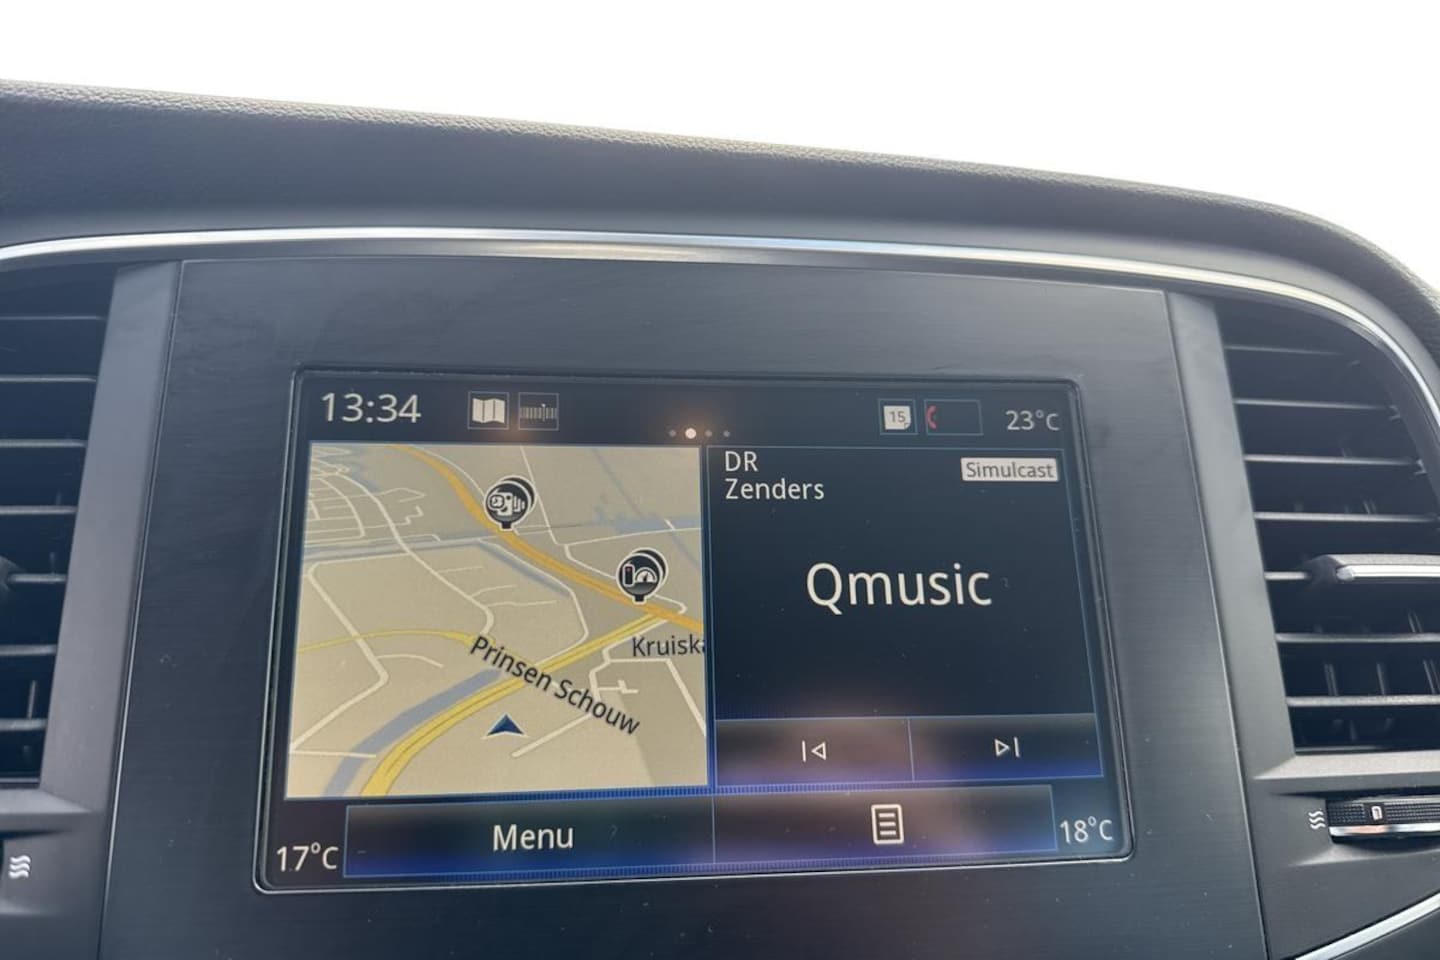 13:34
15
23°C
DR
Zenders
Simulcast
Qmusic
Prinsen Schouw
Kruiska
17°C
Menu
18°C